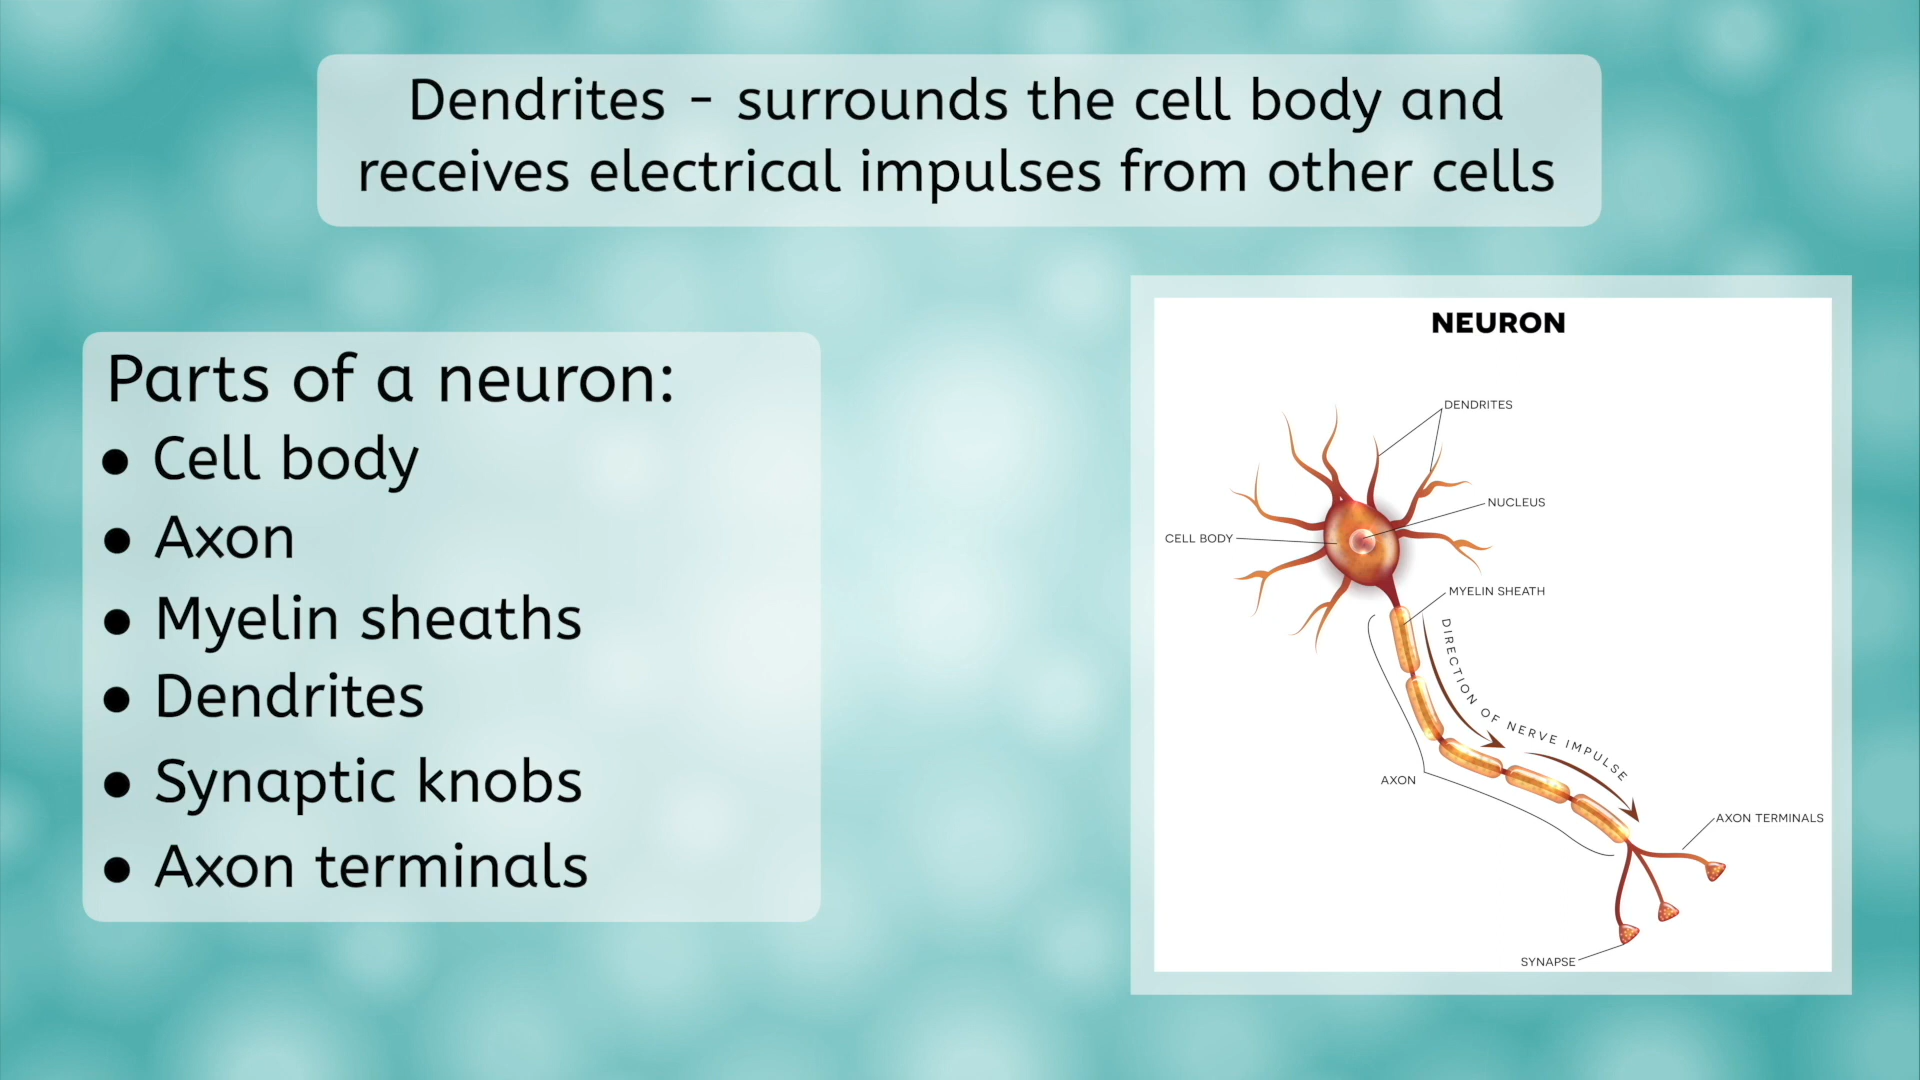 Dendrites - surrounds the cell body and
receives electrical impulses from other cells
Parts of a neuron:
● Cell body
● Axon
● Myelin sheaths
● Dendrites
● Synaptic knobs
● Axon terminals
NEURON
DENDRITES
NUCLEUS
CELL BODY
MYELIN SHEATH
DIRECTION OF NERVE IMPULSE
AXON
AXON TERMINALS
SYNAPSE